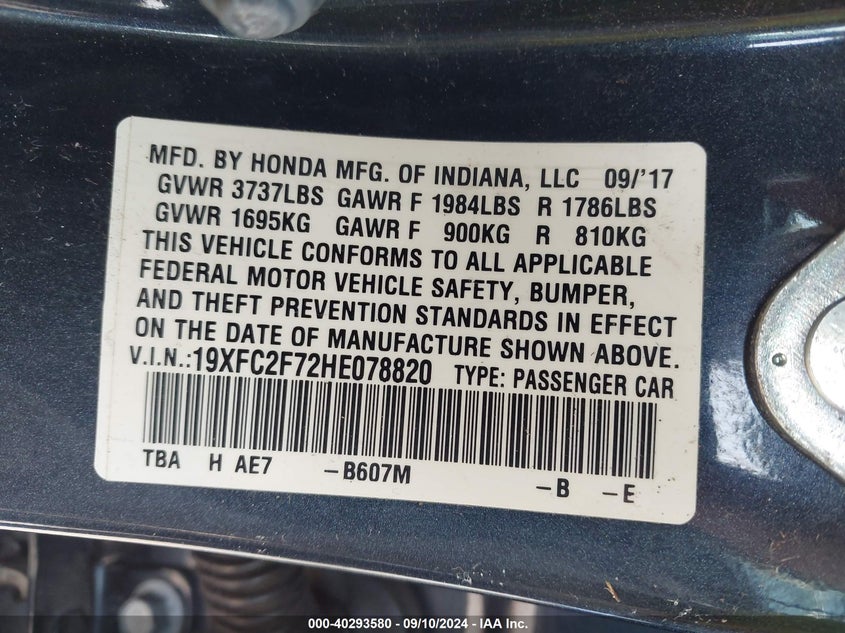 MFD. BY HONDA MFG. OF INDIANA, LLC 09/'17
GVWR 3737LBS GAWR F 1984LBS R 1786LBS
GVWR 1695KG GAWR F 900KG R 810KG
THIS VEHICLE CONFORMS TO ALL APPLICABLE
FEDERAL MOTOR VEHICLE SAFETY, BUMPER,
AND THEFT PREVENTION STANDARDS IN EFFECT
ON THE DATE OF MANUFACTURE SHOWN ABOVE.
V.I.N.:19XFC2F72HE078820 TYPE: PASSENGER CAR
TBA H AE7 -B607M -B -E
000-40293580 - 09/10/2024 - IAA Inc.